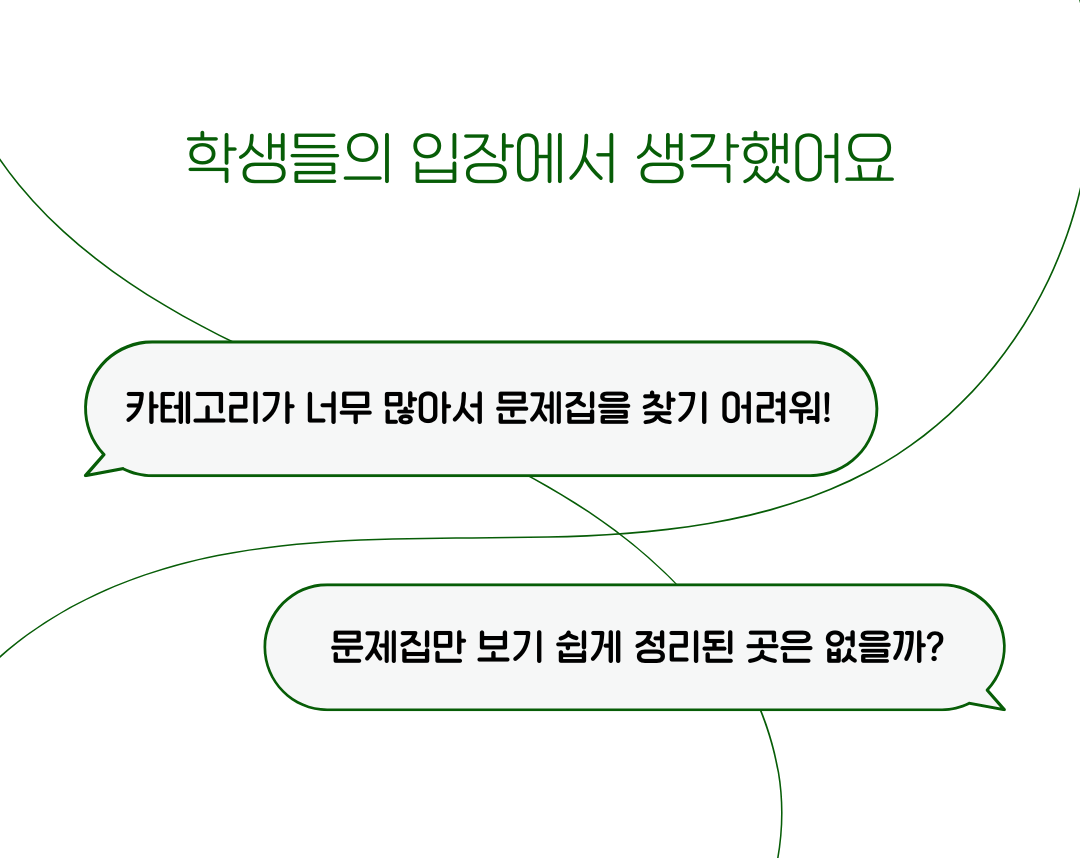 학생들의 입장에서 생각했어요
카테고리가 너무 많아서 문제집을 찾기 어려워!
문제집만 보기 쉽게 정리된 곳은 없을까?